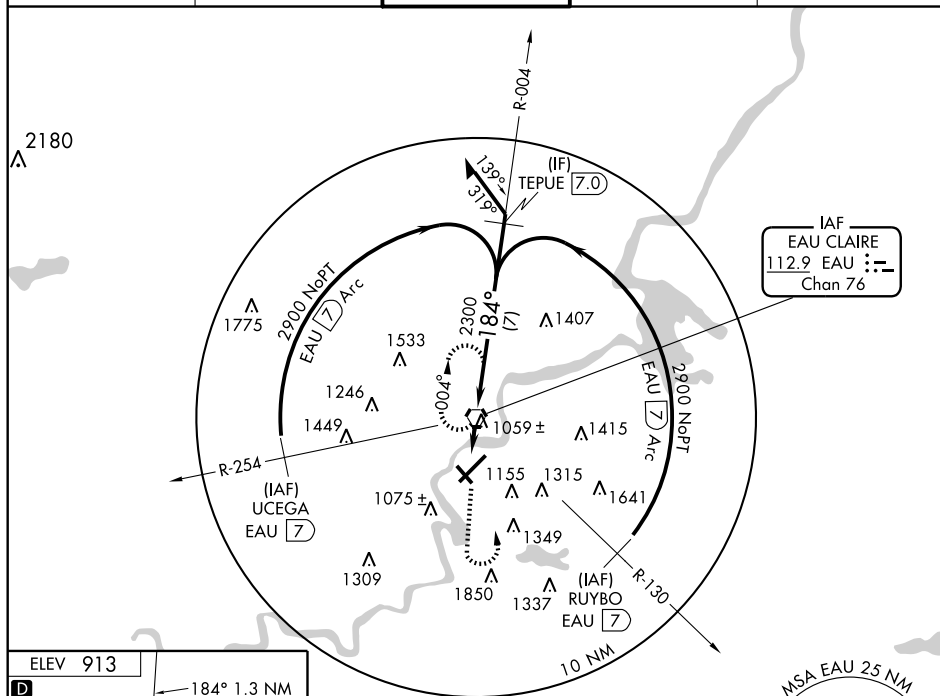 2180
R-004
139°
319°
(IF)
TEPUE 7.0
IAF
EAU CLAIRE
112.9 EAU
Chan 76
2900 NoPT
EAU 7 Arc
1775
2300
184°
(7)
1407
1533
004°
2900 NoPT
EAU 7 Arc
1246
1449
1059 ±
1415
R-254
(IAF)
UCEGA
EAU 7
1075 ±
1155
1315
1641
1349
1309
1850
1337
(IAF)
RUYBO
EAU 7
R-130
10 NM
ELEV 913
D
184° 1.3 NM
MSA EAU 25 NM